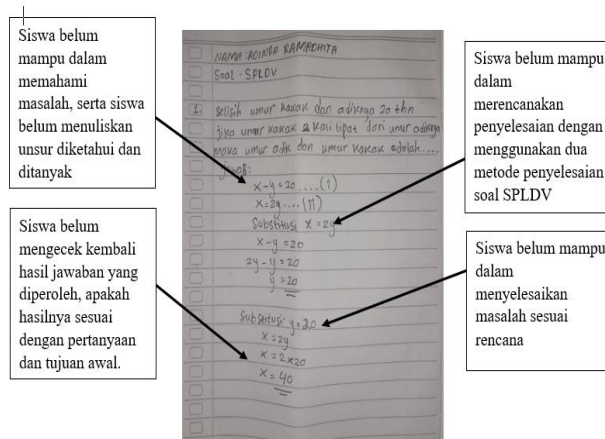 Siswa belum
mampu dalam
memahami
masalah, serta siswa
belum menuliskan
unsur diketahui dan
ditanyak
Siswa belum
mengecek kembali
hasil jawaban yang
diperoleh, apakah
hasilnya sesuai
dengan pertanyaan
dan tujuan awal.
NAMA : ADINDA RAMADHITA
Soal - SPLDV
1. selisih umur kakak dan adiknya 20 thn
jika umur kakak 2 kali lipat dari umur adiknya
maka umur adik dan umur kakak adalah....
jawab:
x-y = 20 ....(I)
x = 2y ....(II)
Substitusi x = 2y
x - y = 20
2y - y = 20
y = 20
Substitusi y = 20
x = 2y
x = 2 x 20
x = 40
Siswa belum mampu
dalam
merencanakan
penyelesaian dengan
menggunakan dua
metode penyelesaian
soal SPLDV
Siswa belum mampu
dalam
menyelesaikan
masalah sesuai
rencana